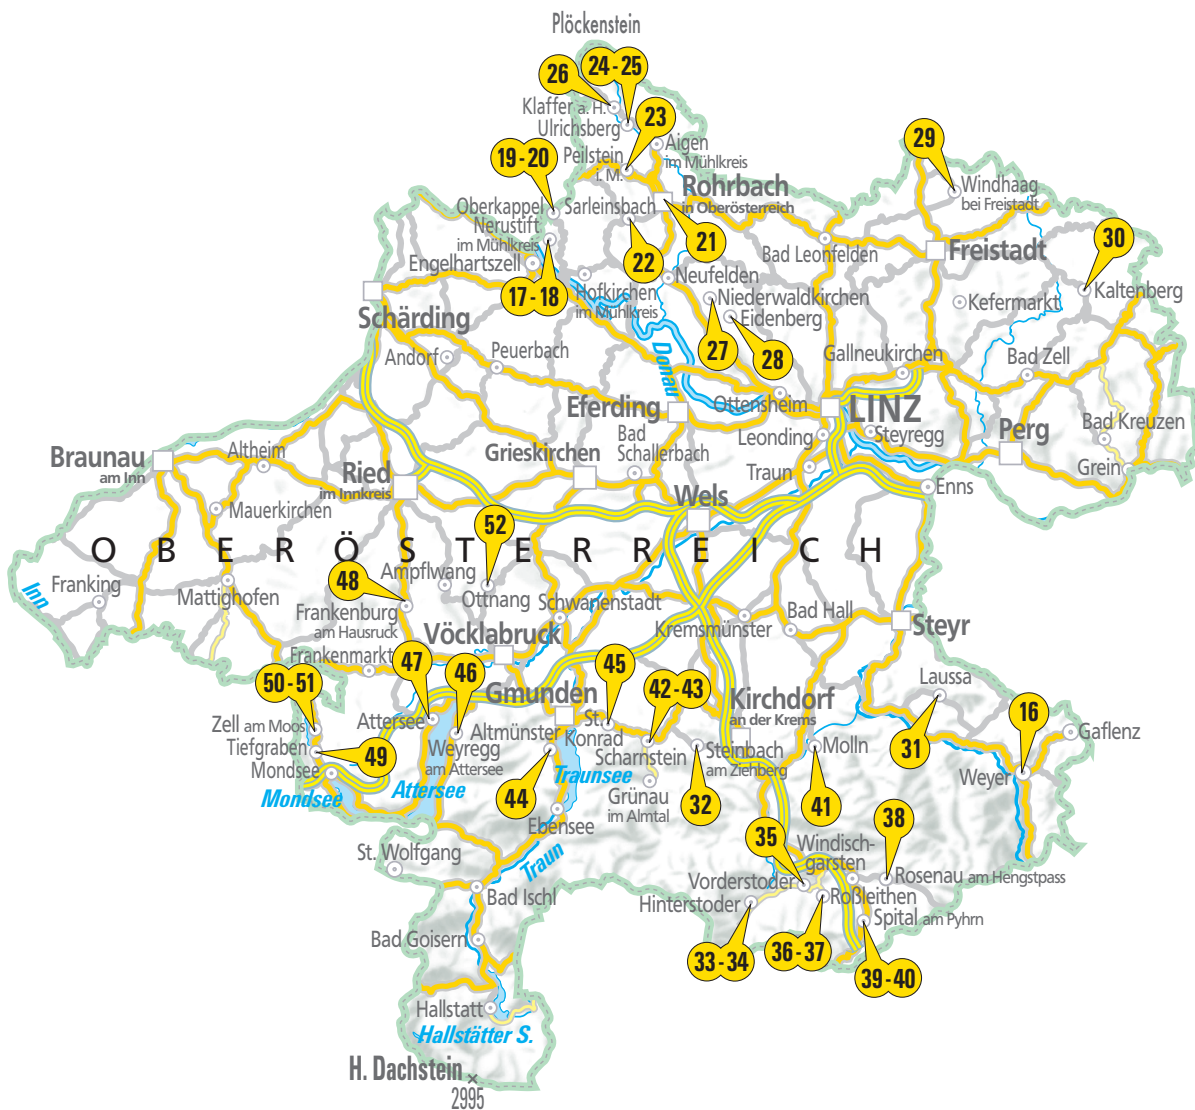 Plöckenstein
24 - 25
26
Klaffer a. H.
Ulrichsberg
23
Aigen
im Mühlkreis
19 - 20
Peilstein
i. M.
29
Windhaag
bei Freistadt
Rohrbach
in Oberösterreich
Oberkappel
Sarleinsbach
Nerustift
im Mühlkreis
21
22
Bad Leonfelden
Freistadt
30
Engelhartszell
17 - 18
Hofkirchen
im Mühlkreis
Neufelden
Niederwaldkirchen
Eidenberg
Kefermarkt
Kaltenberg
Schärding
27
28
Andorf
Peuerbach
Donau
Gallneukirchen
Bad Zell
Eferding
Ottensheim
LINZ
Steyregg
Leonding
Perg
Bad Kreuzen
Grein
Braunau
am Inn
Altheim
Ried
im Innkreis
Grieskirchen
Bad
Schallerbach
Traun
Enns
Wels
Mauerkirchen
52
OBERÖSTERREICH
Inn
Franking
Mattighofen
48
Ampflwang
Ottnang
Frankenburg
am Hausruck
Schwanenstadt
Kremsmünster
Bad Hall
Steyr
Vöcklabruck
Frankenmarkt
47
46
45
42 - 43
50 - 51
Gmunden
Kirchdorf
an der Krems
Laussa
16
Zell am Moos
Tiefgraben
Mondsee
49
Attersee
Weyregg
am Attersee
Altmünster
St.
Konrad
Scharnstein
Steinbach
am Ziehberg
Molln
31
Gaflenz
Weyer
Mondsee
Attersee
44
Traunsee
Grünau
im Almtal
32
41
Ebensee
35
38
Windisch-
garsten
St. Wolfgang
Traun
Bad Ischl
Vorderstoder
Hinterstoder
Roßleithen
Rosenau am Hengstpass
Spital am Pyhrn
Bad Goisern
33 - 34
36 - 37
39 - 40
Hallstatt
Hallstätter S.
H. Dachstein
2995